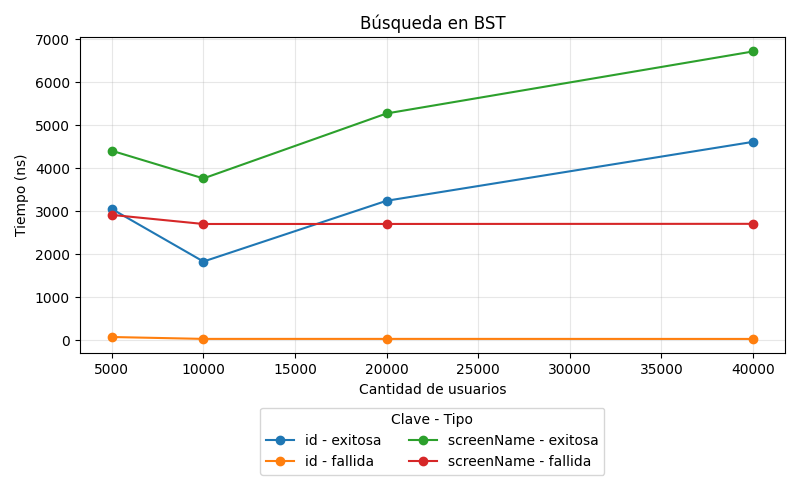 Búsqueda en BST
Tiempo (ns)
7000
6000
5000
4000
3000
2000
1000
0
5000 10000 15000 20000 25000 30000 35000 40000
Cantidad de usuarios
Clave - Tipo
id - exitosa screenName - exitosa
id - fallida screenName - fallida